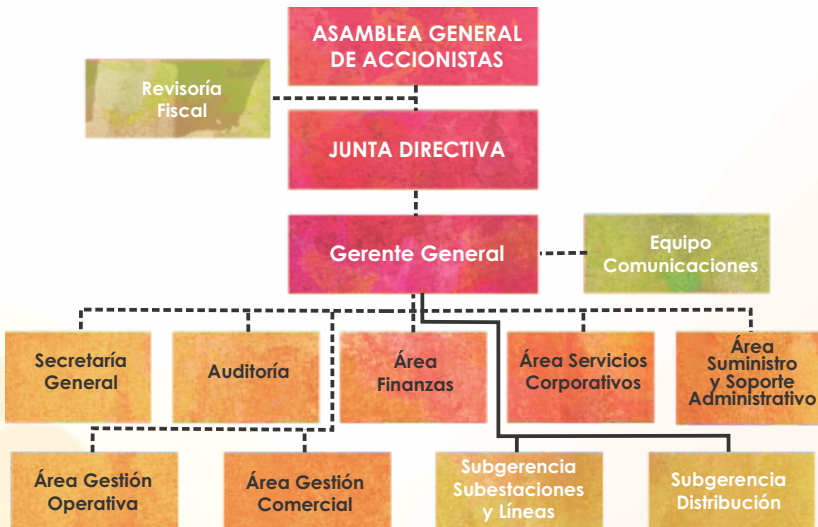 ASAMBLEA GENERAL
DE ACCIONISTAS
Revisoría
Fiscal
JUNTA DIRECTIVA
Gerente General
Equipo
Comunicaciones
Secretaría
General
Auditoría
Área
Finanzas
Área Servicios
Corporativos
Área
Suministro
y Soporte
Administrativo
Área Gestión
Operativa
Área Gestión
Comercial
Subgerencia
Subestaciones
y Líneas
Subgerencia
Distribución